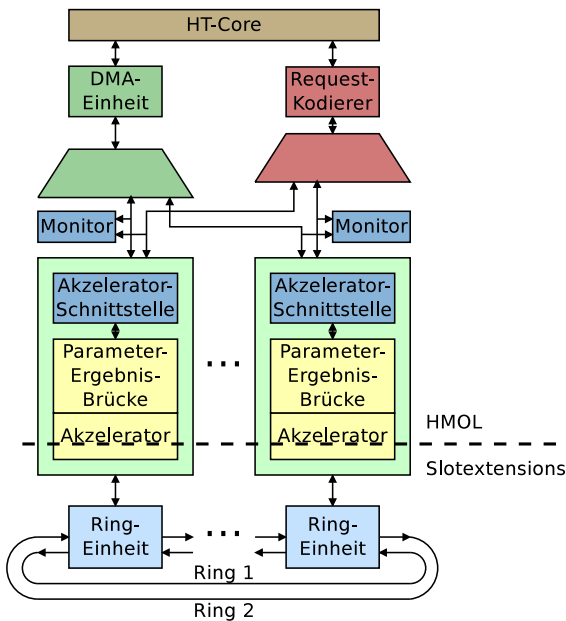 HT-Core
DMA-
Einheit
Request-
Kodierer
Monitor
Monitor
Akzelerator-
Schnittstelle
Parameter-
Ergebnis-
Brücke
Akzelerator
...
Akzelerator-
Schnittstelle
Parameter-
Ergebnis-
Brücke
Akzelerator
HMOL
Slotextensions
Ring-
Einheit
...
Ring-
Einheit
Ring 1
Ring 2